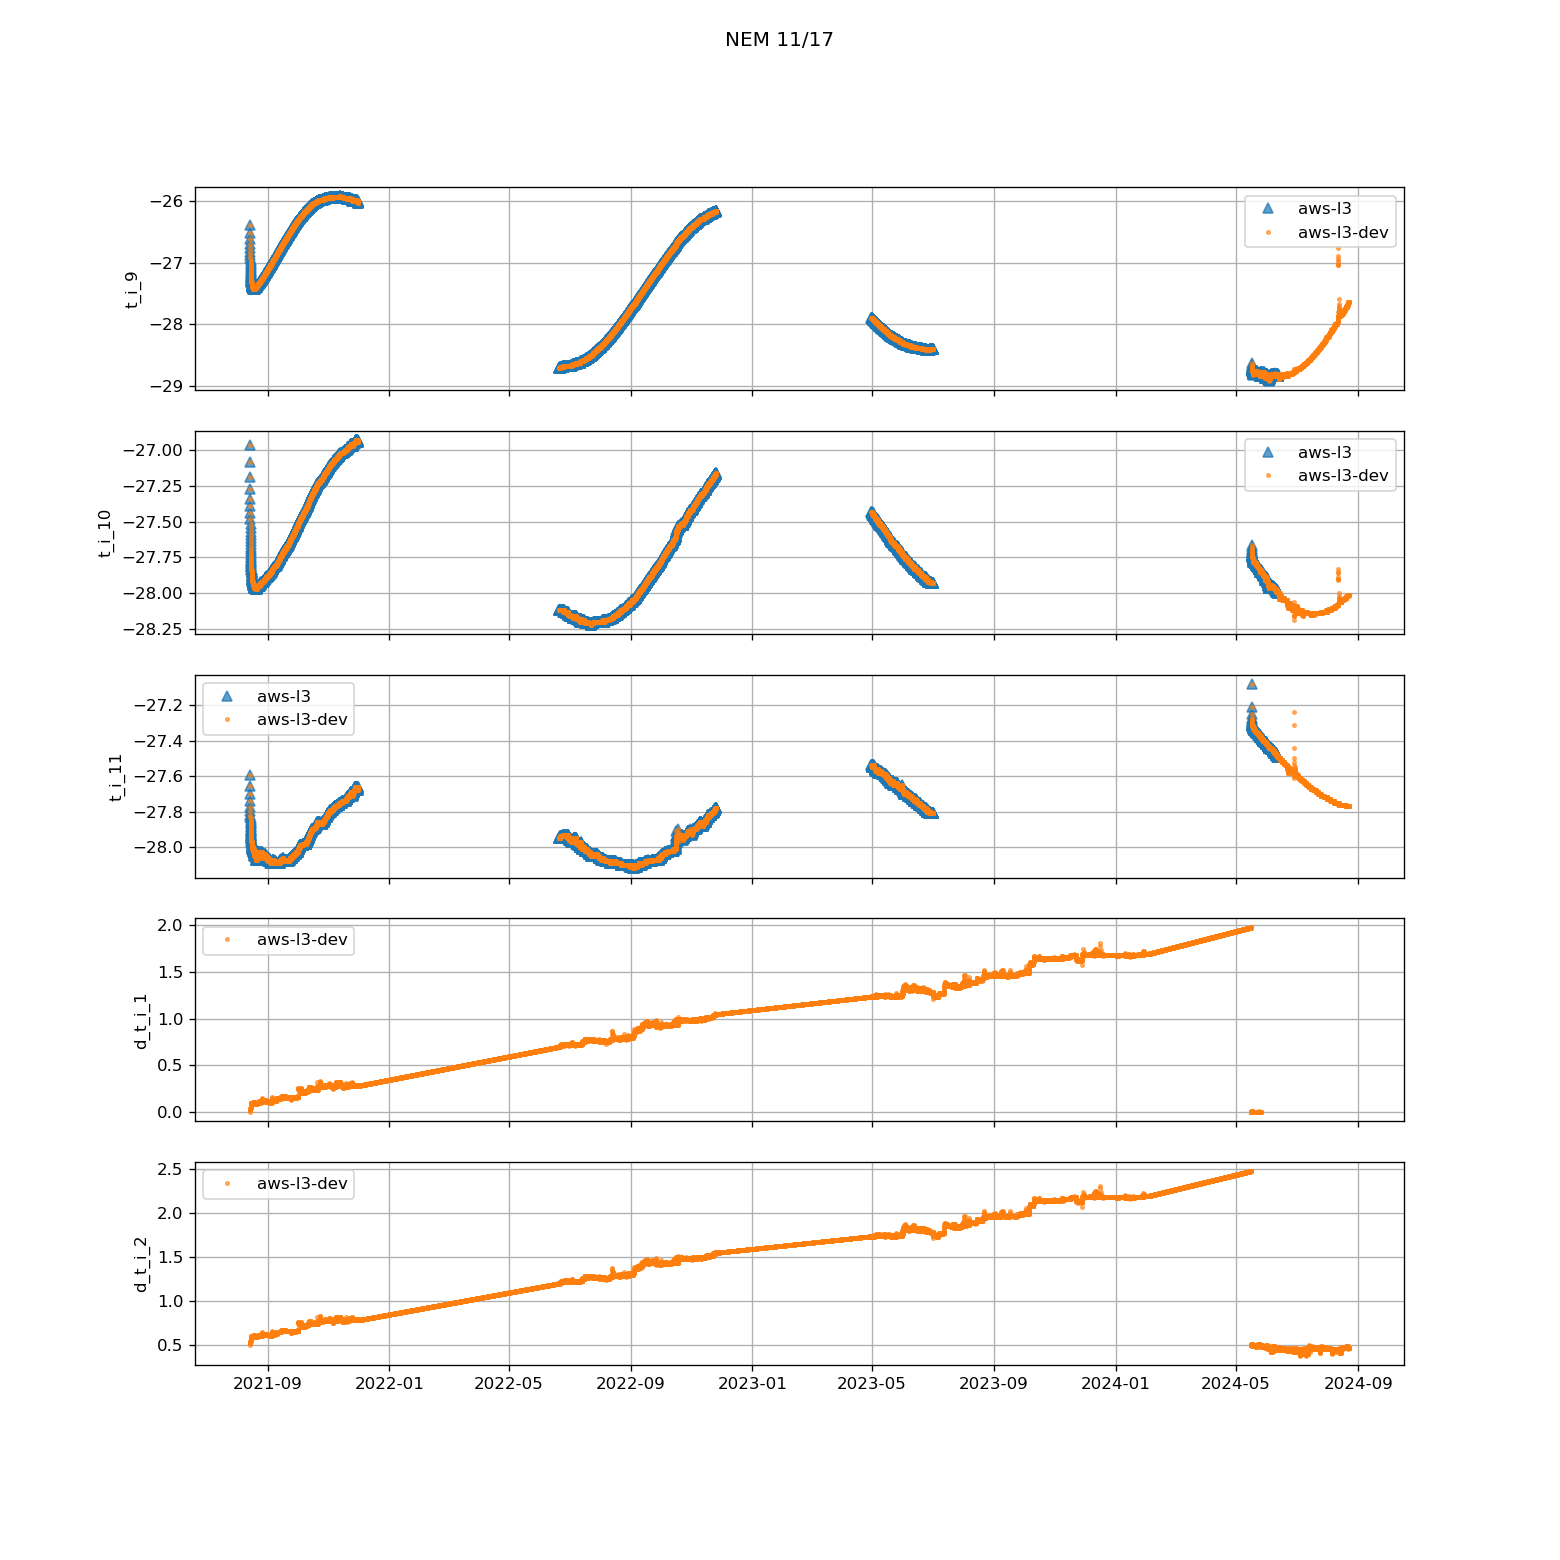 NEM 11/17
−26
−27
−28
−29
t_i_9
aws-l3
aws-l3-dev
−27.00
−27.25
−27.50
−27.75
−28.00
−28.25
t_i_10
aws-l3
aws-l3-dev
−27.2
−27.4
−27.6
−27.8
−28.0
t_i_11
aws-l3
aws-l3-dev
2.0
1.5
1.0
0.5
0.0
d_t_i_1
aws-l3-dev
2.5
2.0
1.5
1.0
0.5
d_t_i_2
aws-l3-dev
2021-09 2022-01 2022-05 2022-09 2023-01 2023-05 2023-09 2024-01 2024-05 2024-09